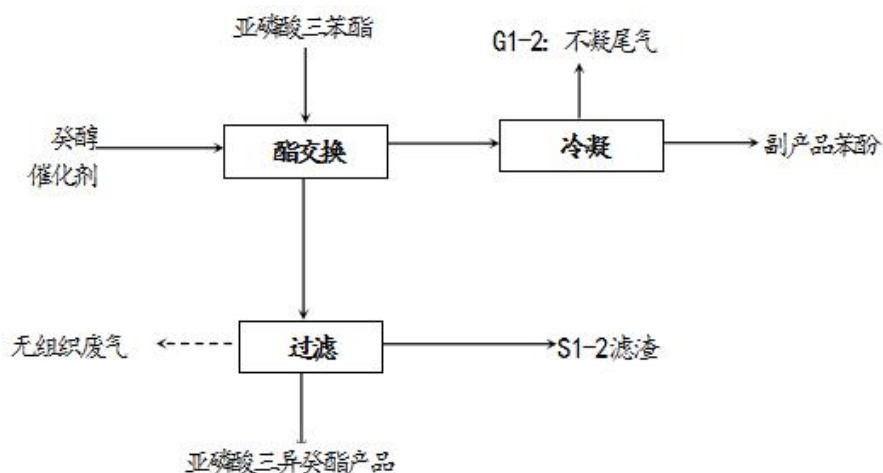 亚磷酸三苯酯
G1-2: 不凝尾气
癸醇
催化剂
酯交换
冷凝
副产品苯酚
无组织废气
过滤
S1-2滤渣
亚磷酸三异癸酯产品